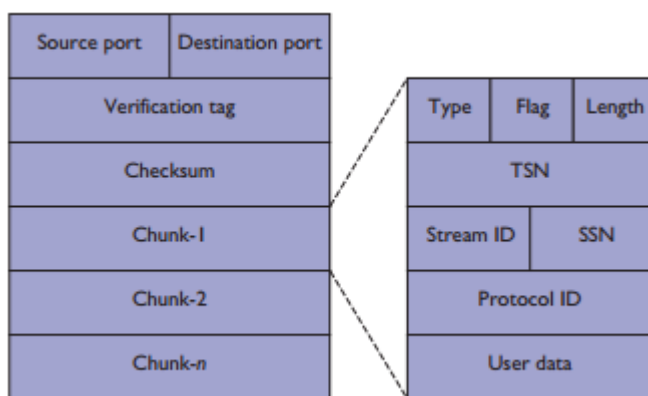 Source port Destination port
Verification tag
Checksum
Chunk-1
Chunk-2
Chunk-n
Type Flag Length
TSN
Stream ID SSN
Protocol ID
User data